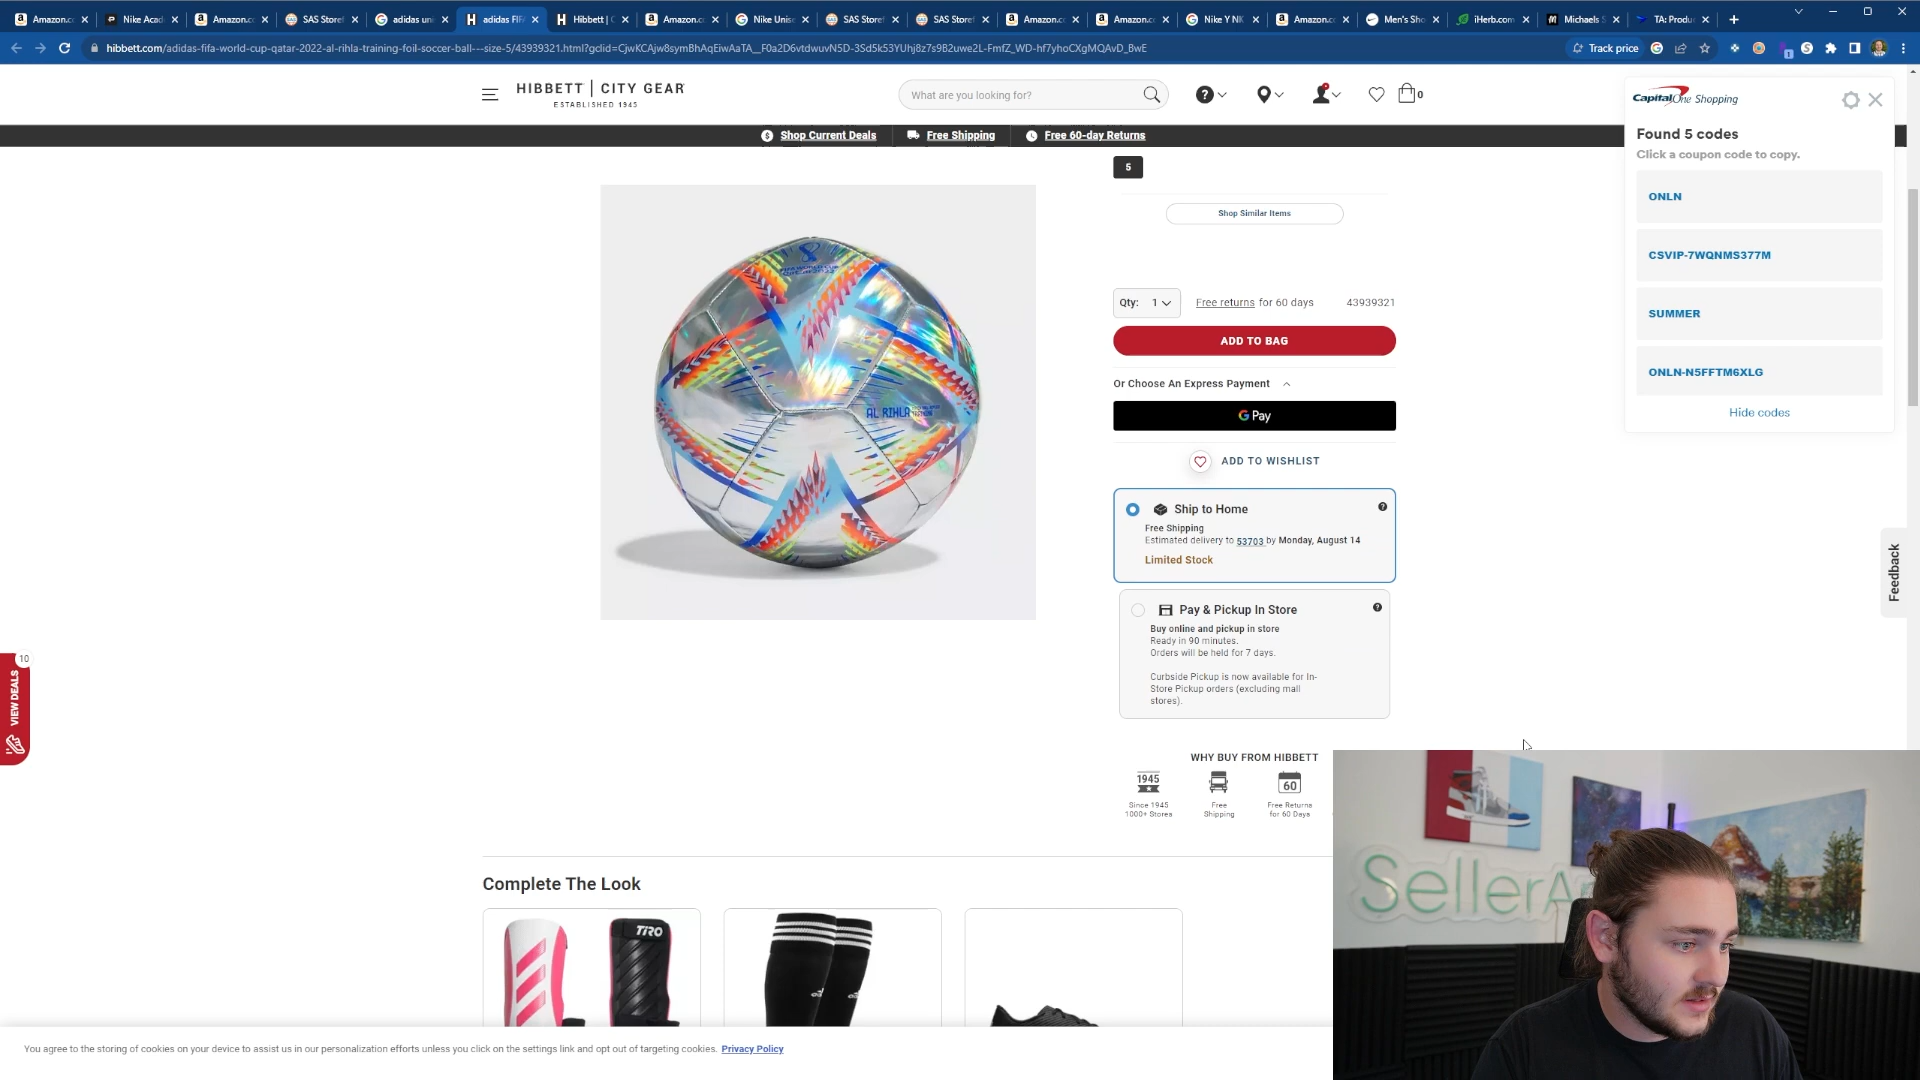 Amazon.c
Nike Acad
Amazon.c
SAS Storef
adidas uni
adidas FIF
Hibbett | C
Amazon.c
Nike Unise
SAS Storef
SAS Storef
Amazon.c
Amazon.c
Nike Y NK
Amazon.c
Men's Sho
iHerb.com
Michaels S
TA: Produc
hibbett.com/adidas-fifa-world-cup-qatar-2022-al-rihla-training-foil-soccer-ball---size-5/43939321.html?gclid=CjwKCAjw8symBhAqEiwAaTA__F0a2D6vtdwuvN5D-3Sd5k53YUhj8z7s9B2uwe2L-FmfZ_WD-hf7yhoCXgMQAvD_BwE
Track price
HIBBETT | CITY GEAR
ESTABLISHED 1945
What are you looking for?
0
Shop Current Deals
Free Shipping
Free 60-day Returns
CapitalOne Shopping
Found 5 codes
Click a coupon code to copy.
ONLN
CSVIP-7WQNMS377M
SUMMER
ONLN-N5FFTM6XLG
Hide codes
5
Shop Similar Items
Qty: 1
Free returns for 60 days
43939321
ADD TO BAG
Or Choose An Express Payment
G Pay
ADD TO WISHLIST
Ship to Home
Free Shipping
Estimated delivery to 53703 by Monday, August 14
Limited Stock
Pay & Pickup In Store
Buy online and pickup in store
Ready in 90 minutes.
Orders will be held for 7 days.
Curbside Pickup is now available for In-
Store Pickup orders (excluding mall
stores).
AL RIHLA
Feedback
10
VIEW DEALS
WHY BUY FROM HIBBETT
1945
60
Since 1945
1000+ Stores
Free
Shipping
Free Returns
for 60 Days
Complete The Look
TIRO
SellerA
You agree to the storing of cookies on your device to assist us in our personalization efforts unless you click on the settings link and opt out of targeting cookies. Privacy Policy